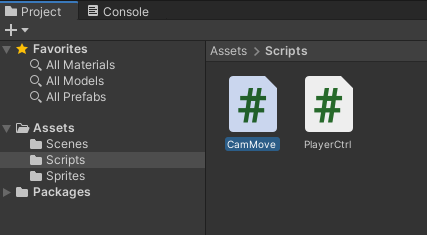 Project
Console
Favorites
All Materials
All Models
All Prefabs
Assets
Scenes
Scripts
Sprites
Packages
Assets > Scripts
CamMove
PlayerCtrl